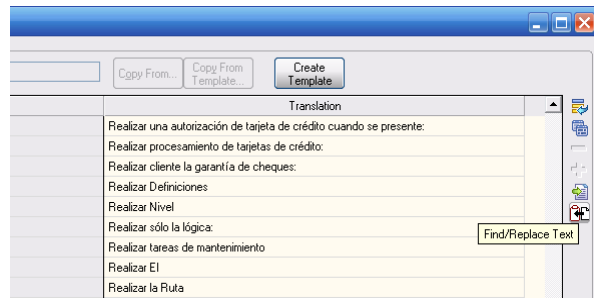 Copy From...
Copy From
Template...
Create
Template
Translation
Realizar una autorización de tarjeta de crédito cuando se presente:
Realizar procesamiento de tarjetas de crédito:
Realizar cliente la garantía de cheques:
Realizar Definiciones
Realizar Nivel
Realizar sólo la lógica:
Find/Replace Text
Realizar tareas de mantenimiento
Realizar El
Realizar la Ruta